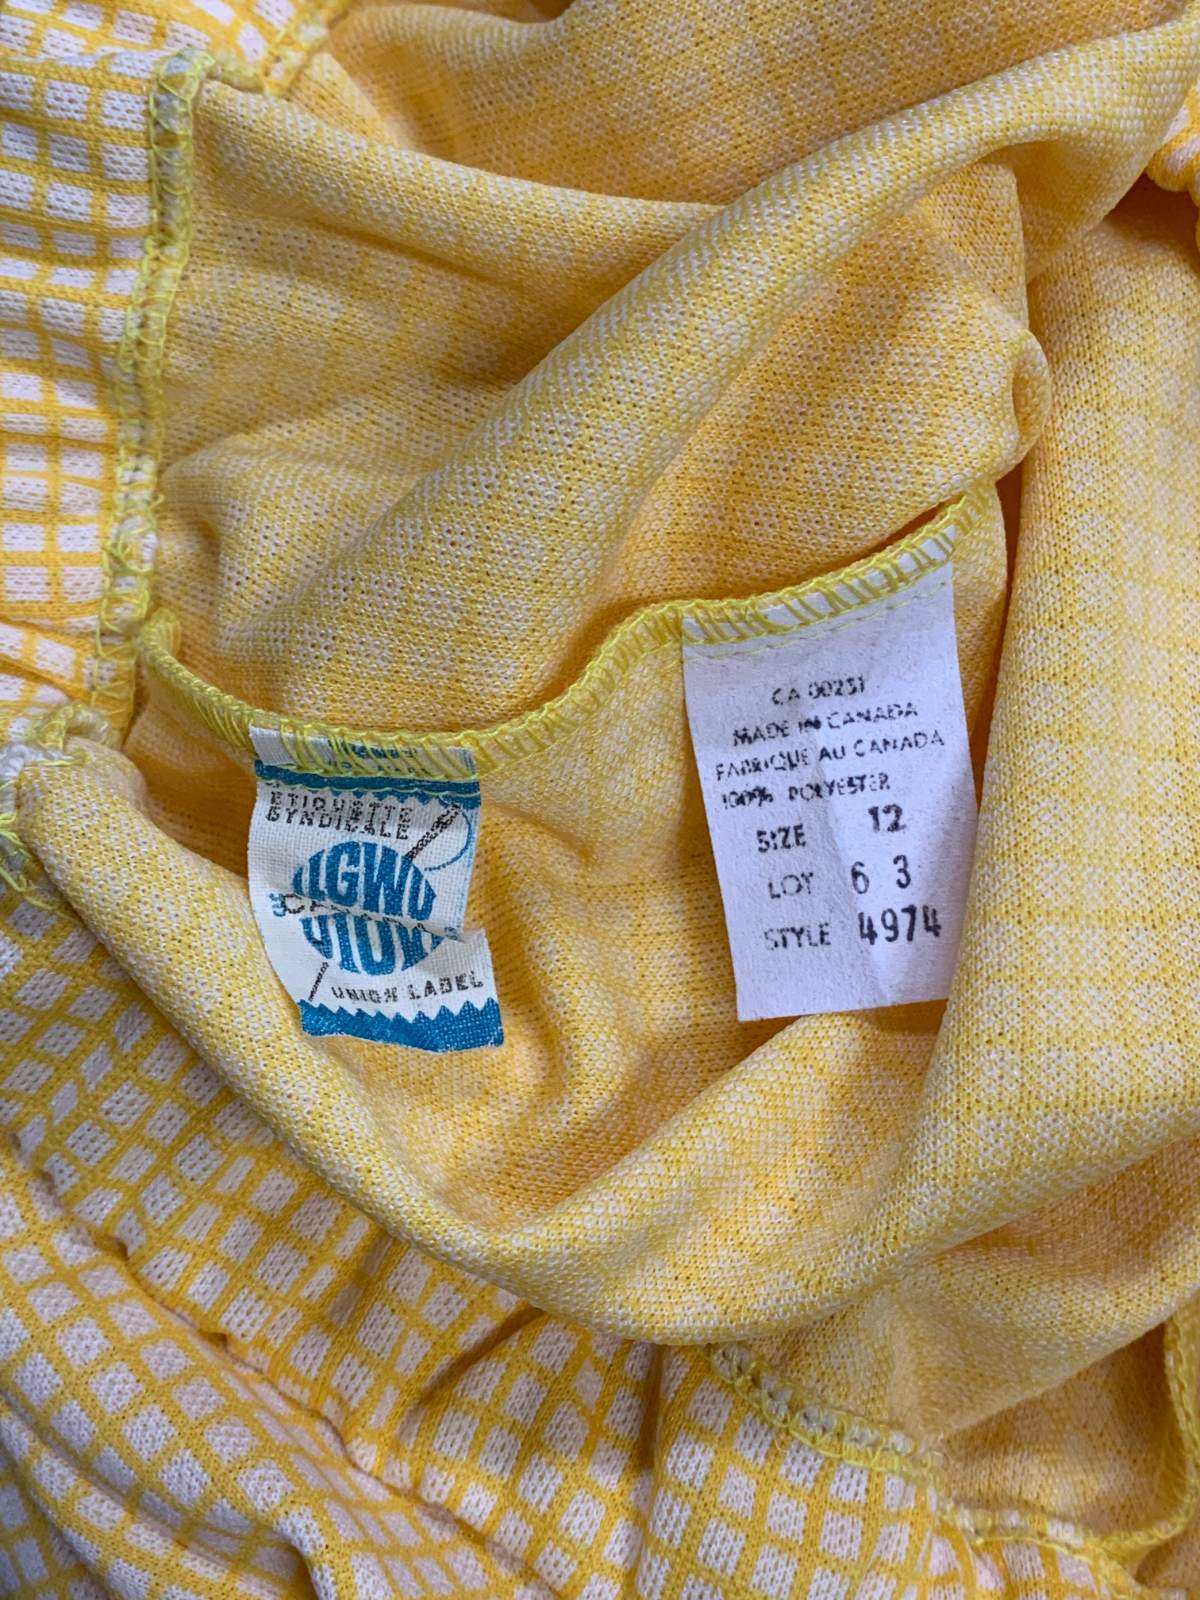 ETIQUETTE
SYNDICALE
ILGWU
UNION LABEL
CA 00251
MADE IN CANADA
FABRIQUE AU CANADA
100% POLYESTER
SIZE 12
LOT 6 3
STYLE 4974